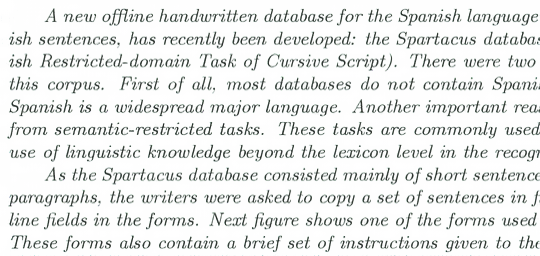 A new offline handwritten database for the Spanish language
ish sentences, has recently been developed: the Spartacus databas
ish Restricted-domain Task of Cursive Script). There were two
this corpus. First of all, most databases do not contain Spani
Spanish is a widespread major language. Another important rea
from semantic-restricted tasks. These tasks are commonly used
use of linguistic knowledge beyond the lexicon level in the recogn
As the Spartacus database consisted mainly of short sentence
paragraphs, the writers were asked to copy a set of sentences in f
line fields in the forms. Next figure shows one of the forms used
These forms also contain a brief set of instructions given to the